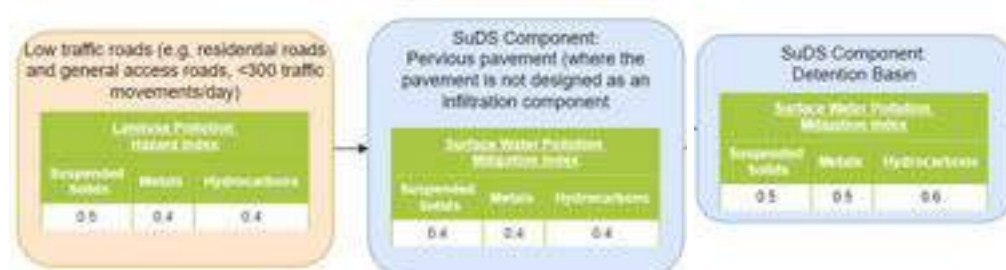 Low traffic roads (e.g. residential roads
and general access roads, <300 traffic
movements/day)
Landuse Pollution
Hazard Index
Suspended
Solids
Metals
Hydrocarbons
0.5
0.4
0.4
SuDS Component:
Pervious pavement (where the
pavement is not designed as an
infiltration component
Surface Water Pollution
Mitigation Index
Suspended
Solids
Metals
Hydrocarbons
0.4
0.4
0.4
SuDS Component:
Detention Basin
Surface Water Pollution
Mitigation Index
Suspended
Solids
Metals
Hydrocarbons
0.5
0.5
0.6